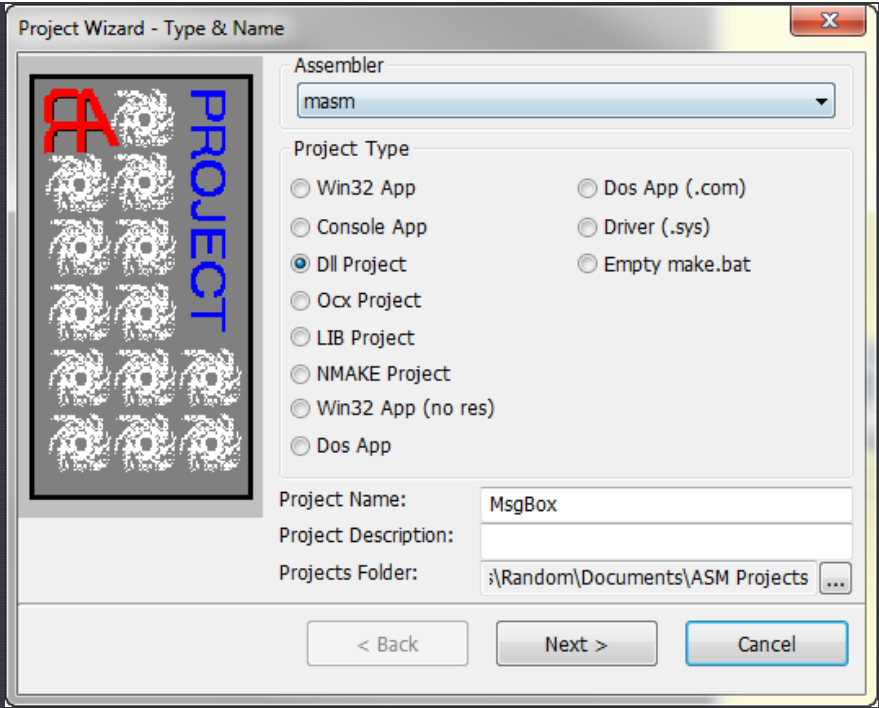 Project Wizard - Type & Name
RA
PROJECT
Assembler
masm
Project Type
Win32 App
Dos App (.com)
Console App
Driver (.sys)
Dll Project
Empty make.bat
Ocx Project
LIB Project
NMAKE Project
Win32 App (no res)
Dos App
Project Name:
MsgBox
Project Description:
Projects Folder:
;\Random\Documents\ASM Projects
...
< Back
Next >
Cancel